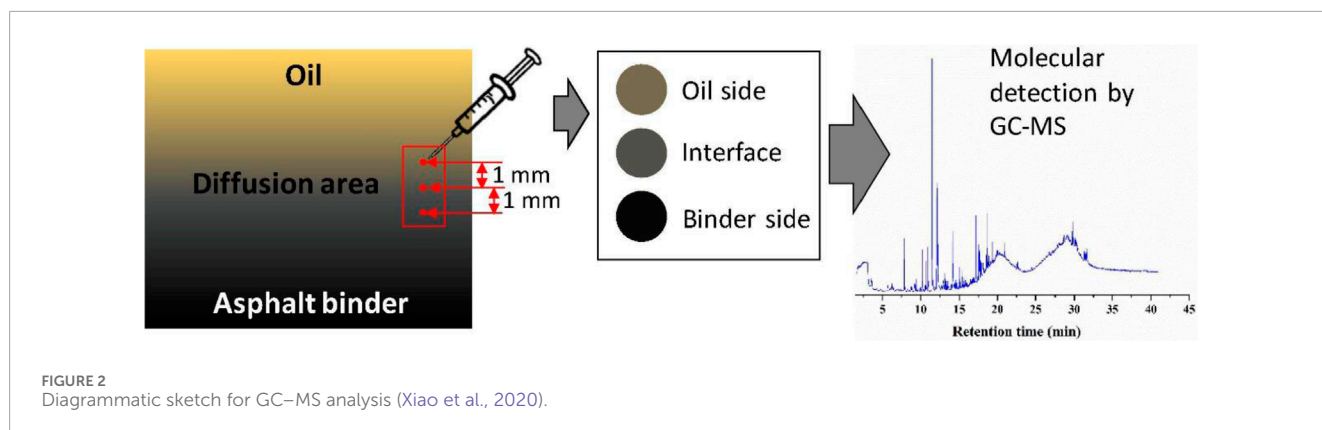 Oil
Diffusion area
Asphalt binder
1 mm
1 mm
Oil side
Interface
Binder side
Molecular
detection by
GC-MS
5 10 15 20 25 30 35 40 45
Retention time (min)
FIGURE 2
Diagrammatic sketch for GC–MS analysis (Xiao et al., 2020).